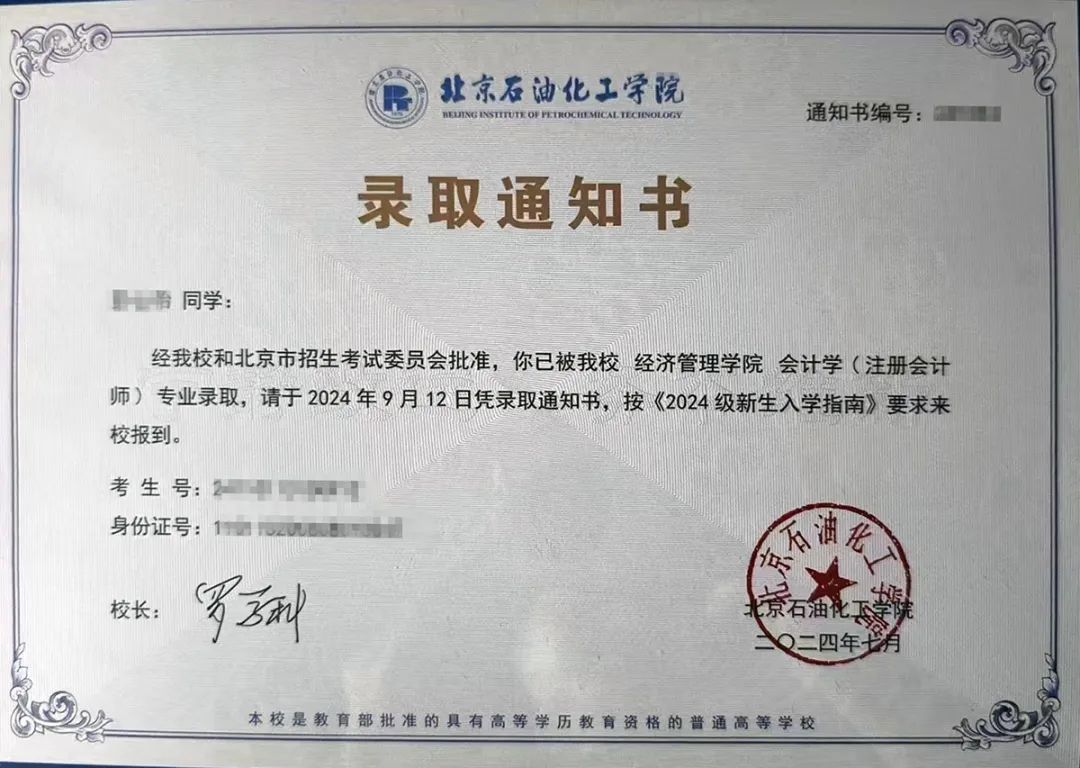 北京石油化工学院
BEIJING INSTITUTE OF PETROCHEMICAL TECHNOLOGY
通知书编号：
录取通知书
同学：
经我校和北京市招生考试委员会批准，你已被我校 经济管理学院 会计学（注册会计
师）专业录取，请于 2024 年 9 月 12 日凭录取通知书，按《2024 级新生入学指南》要求来
校报到。
考 生 号：
身份证号：
校长：
北京石油化工学院
北京石油化工学院
二〇二四年七月
本校是教育部批准的具有高等学历教育资格的普通高等学校